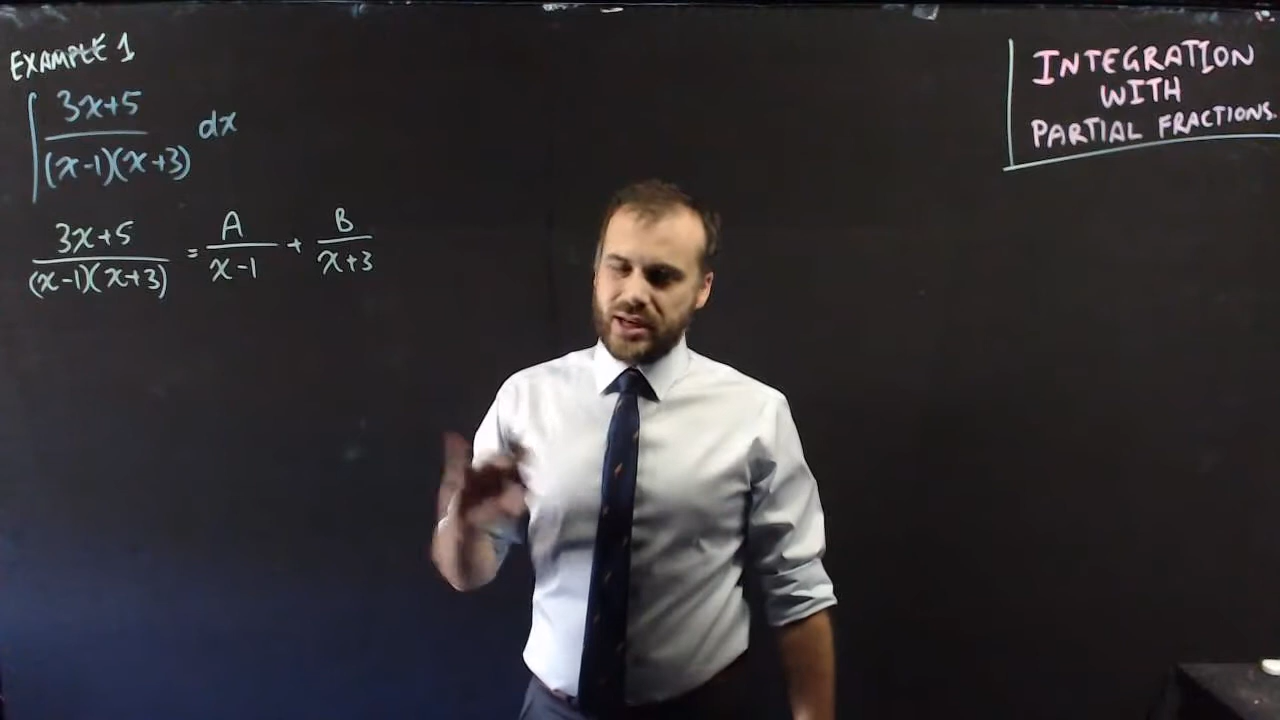 EXAMPLE 1
∫ (3x+5)/((x-1)(x+3)) dx
(3x+5)/((x-1)(x+3)) = A/(x-1) + B/(x+3)
INTEGRATION
WITH
PARTIAL FRACTIONS.